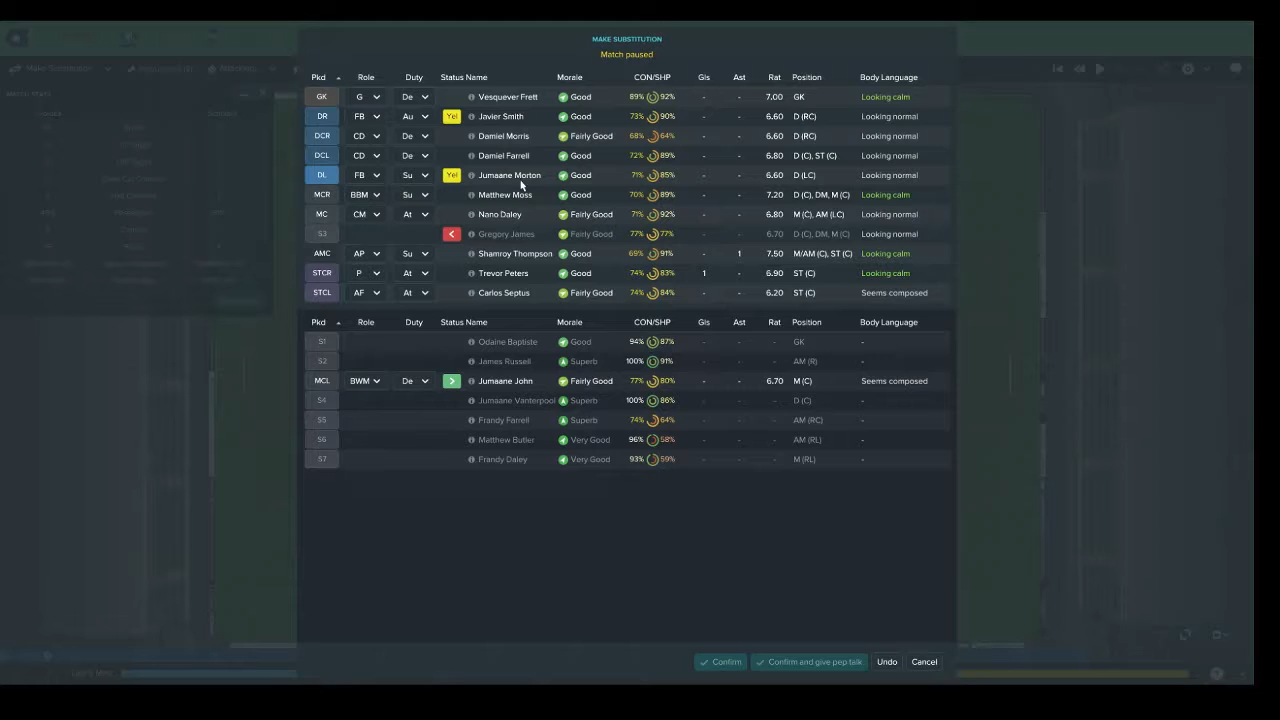 MAKE SUBSTITUTION
Match paused
Pkd Role Duty Status Name Morale CON/SHP Gls Ast Rat Position Body Language
GK G De Vesquever Frett Good 89% 92% - - 7.00 GK Looking calm
DR FB Au Yel Javier Smith Good 73% 90% - - 6.60 D (RC) Looking normal
DCR CD De Damiel Morris Fairly Good 68% 64% - - 6.60 D (RC) Looking normal
DCL CD De Damiel Farrell Good 72% 89% - - 6.80 D (C), ST (C) Looking normal
DL FB Su Yel Jumaane Morton Good 71% 85% - - 6.60 D (LC) Looking normal
MCR BBM Su Matthew Moss Good 70% 89% - - 7.20 D (C), DM, M (C) Looking calm
MC CM At Nano Daley Fairly Good 71% 92% - - 6.80 M (C), AM (LC) Looking normal
S3 Gregory James Fairly Good 77% 77% - - 6.70 D (C), DM, M (C) Looking normal
AMC AP Su Shamroy Thompson Good 69% 91% - 1 7.50 M/AM (C), ST (C) Looking calm
STCR P At Trevor Peters Good 74% 83% 1 - 6.90 ST (C) Looking calm
STCL AF At Carlos Septus Fairly Good 74% 84% - - 6.20 ST (C) Seems composed
Pkd Role Duty Status Name Morale CON/SHP Gls Ast Rat Position Body Language
S1 Odaine Baptiste Good 94% 87% - - - GK -
S2 James Russell Superb 100% 91% - - - AM (R) -
MCL BWM De Jumaane John Fairly Good 77% 80% - - 6.70 M (C) Seems composed
S4 Jumaane Vanterpool Superb 100% 86% - - - D (C) -
S5 Frandy Farrell Superb 74% 64% - - - AM (RC) -
S6 Matthew Butler Very Good 96% 58% - - - AM (RL) -
S7 Frandy Daley Very Good 93% 59% - - - M (RL) -
Confirm Confirm and give pep talk Undo Cancel